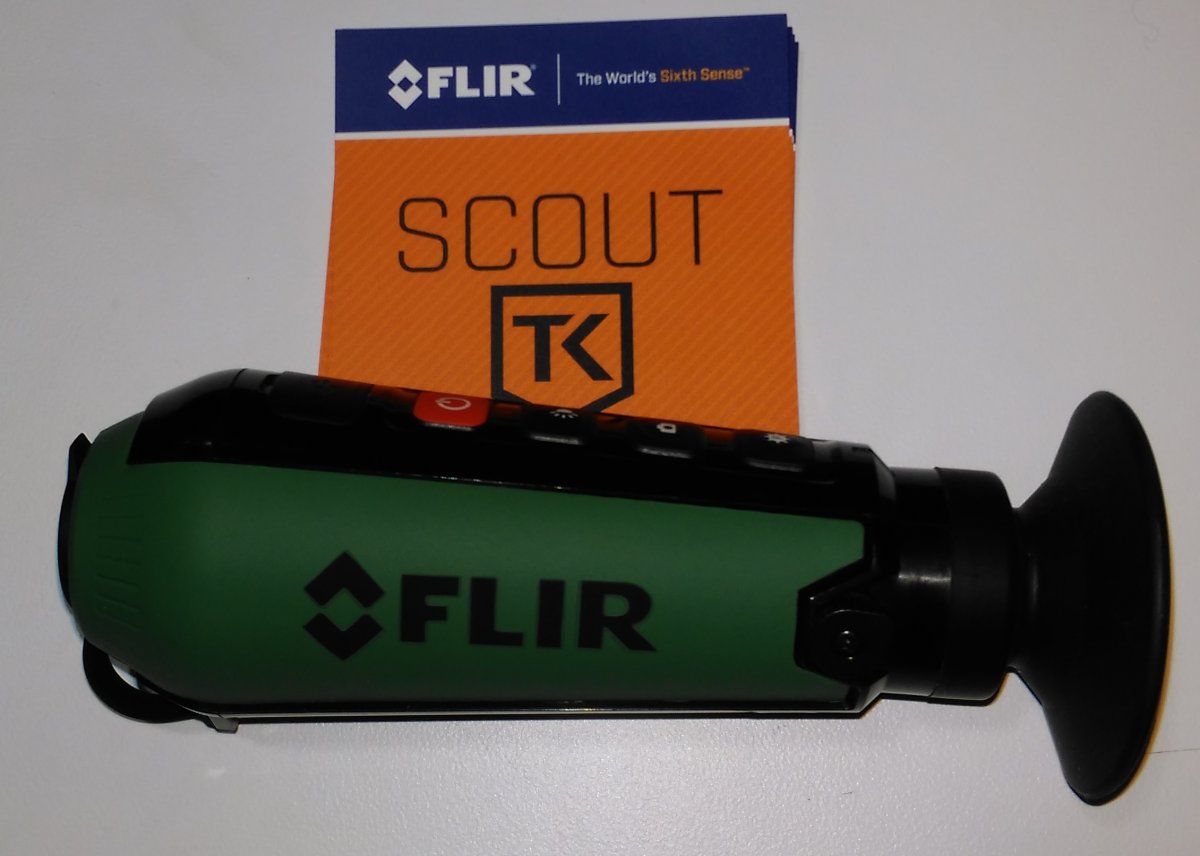 FLIR® | The World's Sixth Sense™
SCOUT
TK
FLIR